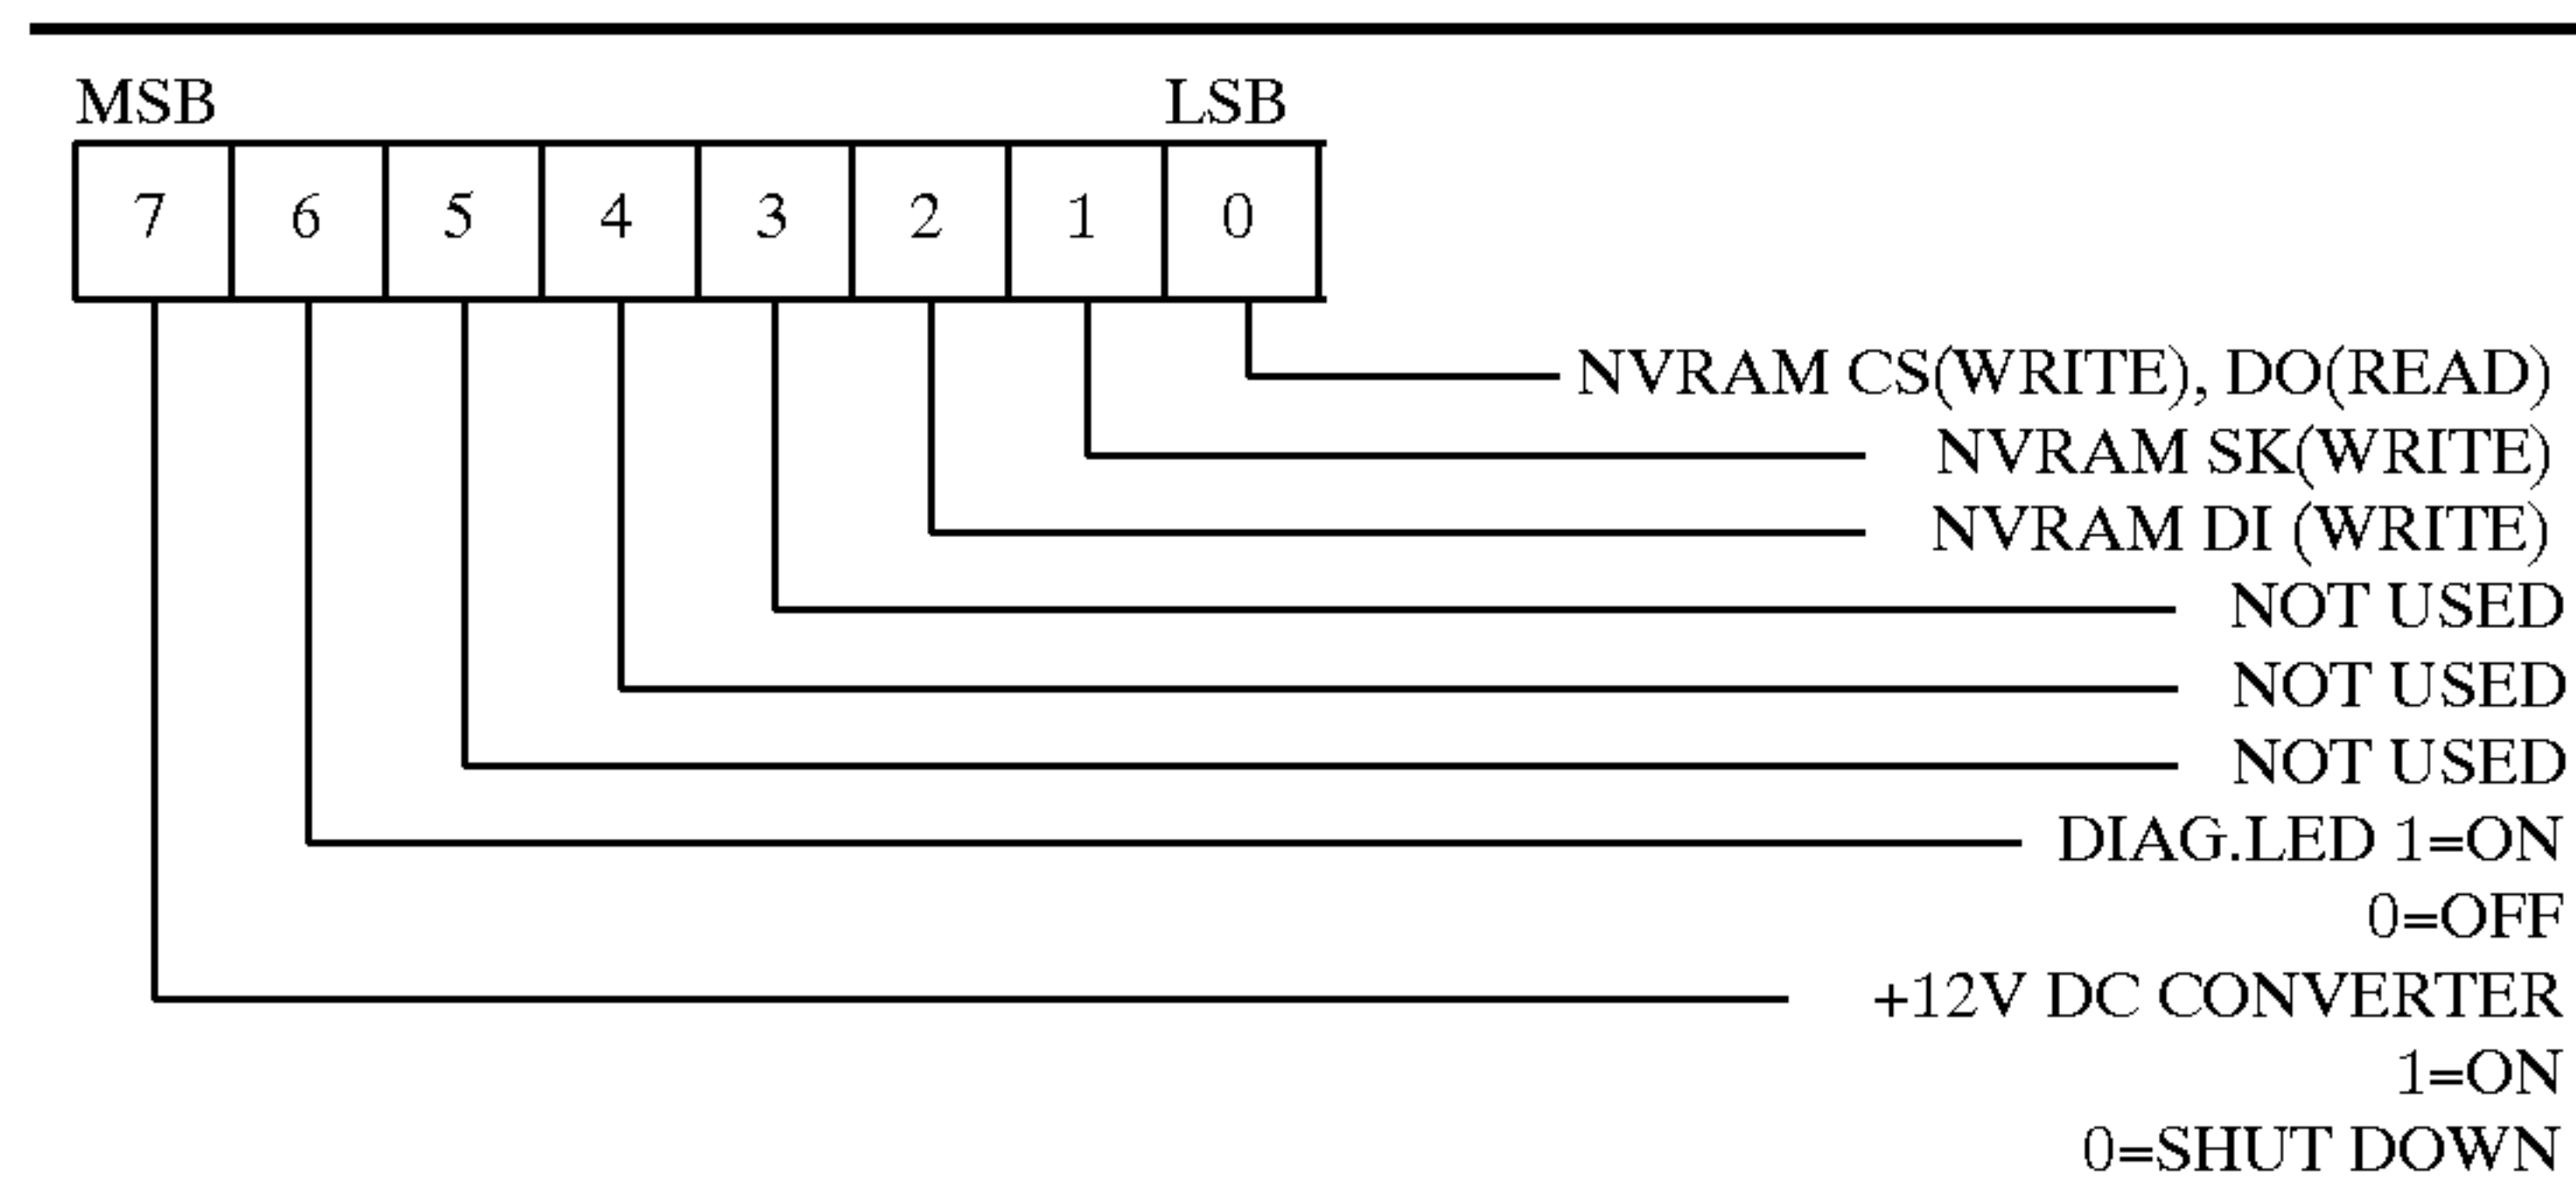 MSB LSB
7 6 5 4 3 2 1 0
NVRAM CS(WRITE), DO(READ)
NVRAM SK(WRITE)
NVRAM DI (WRITE)
NOT USED
NOT USED
NOT USED
DIAG.LED 1=ON
0=OFF
+12V DC CONVERTER
1=ON
0=SHUT DOWN